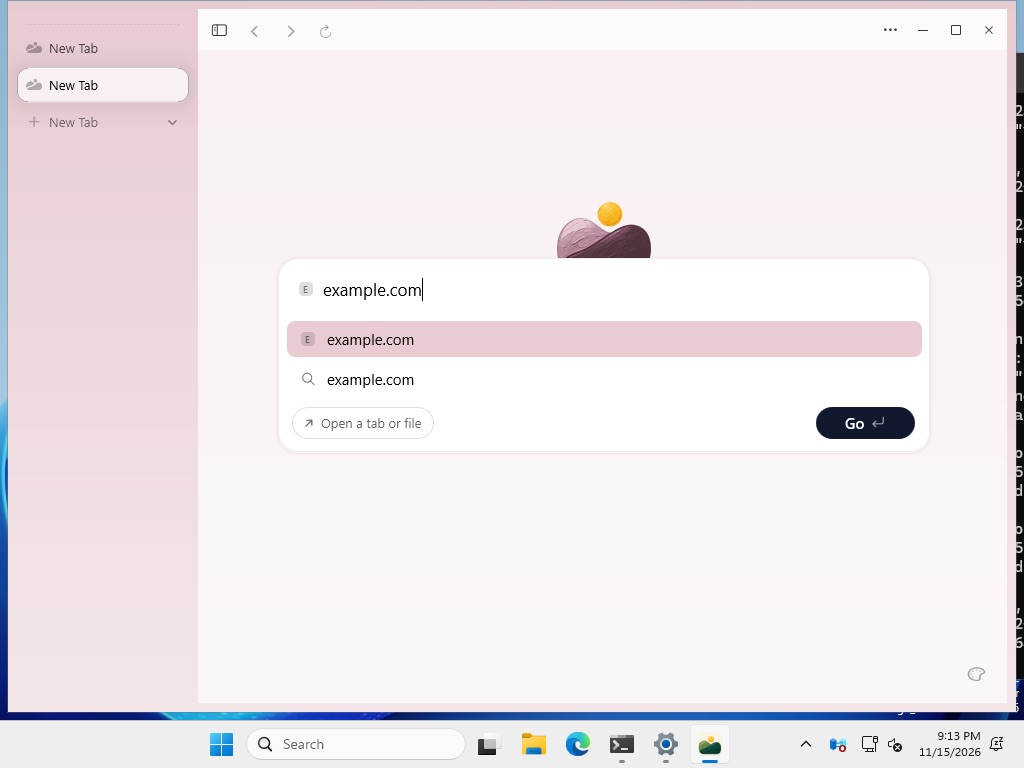 New Tab
New Tab
New Tab
E example.com
E example.com
example.com
Open a tab or file
Go
Search
9:13 PM
11/15/2026